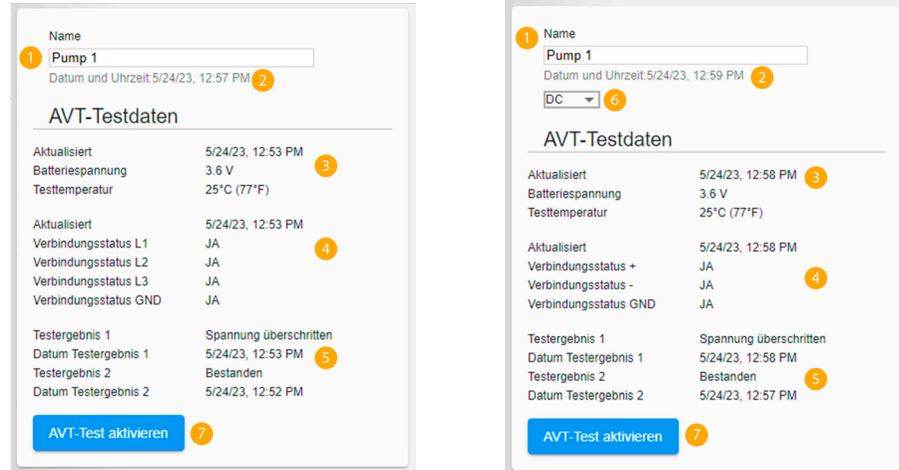 Name
1 Pump 1
Datum und Uhrzeit:5/24/23, 12:57 PM 2
AVT-Testdaten
Aktualisiert 5/24/23, 12:53 PM
Batteriespannung 3.6 V 3
Testtemperatur 25°C (77°F)
Aktualisiert 5/24/23, 12:53 PM
Verbindungsstatus L1 JA 4
Verbindungsstatus L2 JA
Verbindungsstatus L3 JA
Verbindungsstatus GND JA
Testergebnis 1 Spannung überschritten
Datum Testergebnis 1 5/24/23, 12:53 PM 5
Testergebnis 2 Bestanden
Datum Testergebnis 2 5/24/23, 12:52 PM
AVT-Test aktivieren 7
Name
1 Pump 1
Datum und Uhrzeit:5/24/23, 12:59 PM 2
DC 6
AVT-Testdaten
Aktualisiert 5/24/23, 12:58 PM 3
Batteriespannung 3.6 V
Testtemperatur 25°C (77°F)
Aktualisiert 5/24/23, 12:58 PM
Verbindungsstatus + JA
Verbindungsstatus - JA 4
Verbindungsstatus GND JA
Testergebnis 1 Spannung überschritten
Datum Testergebnis 1 5/24/23, 12:58 PM
Testergebnis 2 Bestanden 5
Datum Testergebnis 2 5/24/23, 12:57 PM
AVT-Test aktivieren 7